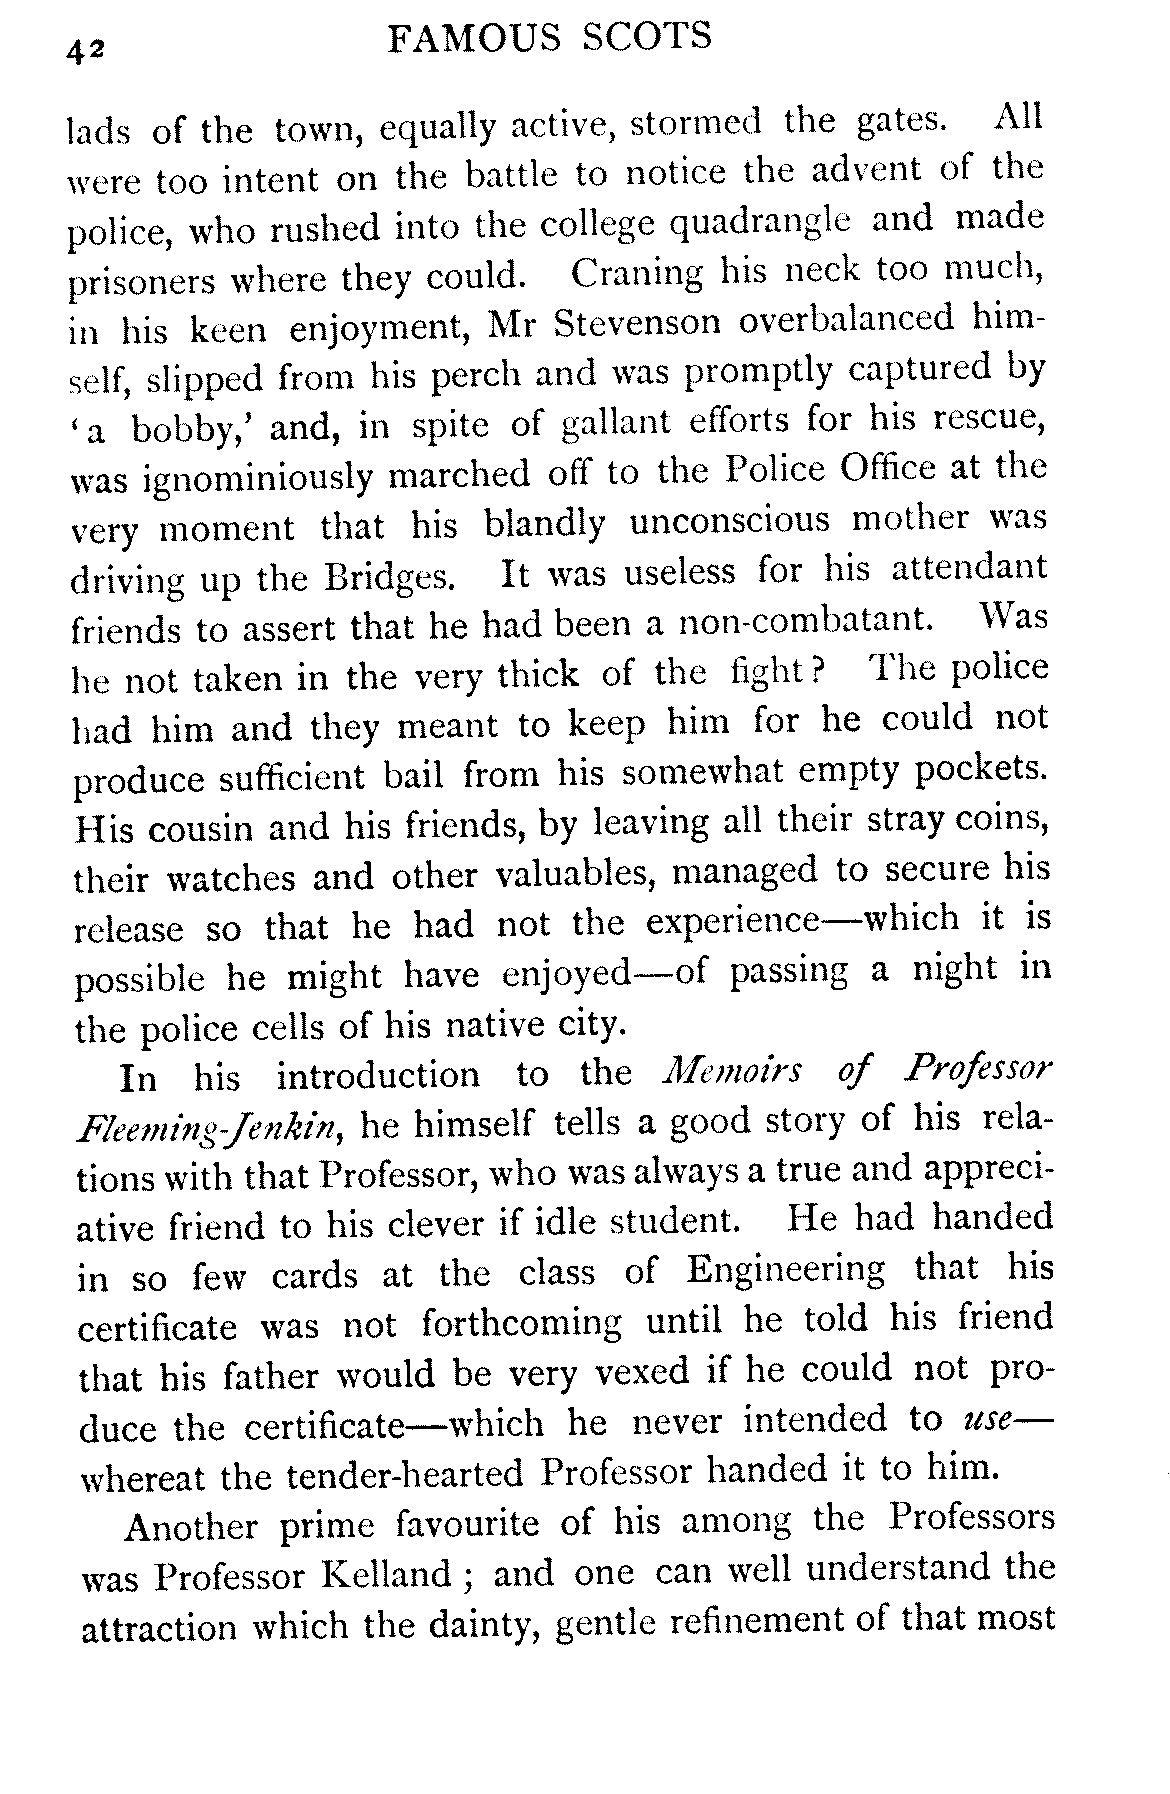 42 FAMOUS SCOTS
lads of the town, equally active, stormed the gates. All
were too intent on the battle to notice the advent of the
police, who rushed into the college quadrangle and made
prisoners where they could. Craning his neck too much,
in his keen enjoyment, Mr Stevenson overbalanced him-
self, slipped from his perch and was promptly captured by
‘a bobby,’ and, in spite of gallant efforts for his rescue,
was ignominiously marched off to the Police Office at the
very moment that his blandly unconscious mother was
driving up the Bridges. It was useless for his attendant
friends to assert that he had been a non-combatant. Was
he not taken in the very thick of the fight? The police
had him and they meant to keep him for he could not
produce sufficient bail from his somewhat empty pockets.
His cousin and his friends, by leaving all their stray coins,
their watches and other valuables, managed to secure his
release so that he had not the experience—which it is
possible he might have enjoyed—of passing a night in
the police cells of his native city.
In his introduction to the Memoirs of Professor
Fleeming-Jenkin, he himself tells a good story of his rela-
tions with that Professor, who was always a true and appreci-
ative friend to his clever if idle student. He had handed
in so few cards at the class of Engineering that his
certificate was not forthcoming until he told his friend
that his father would be very vexed if he could not pro-
duce the certificate—which he never intended to use—
whereat the tender-hearted Professor handed it to him.
Another prime favourite of his among the Professors
was Professor Kelland; and one can well understand the
attraction which the dainty, gentle refinement of that most